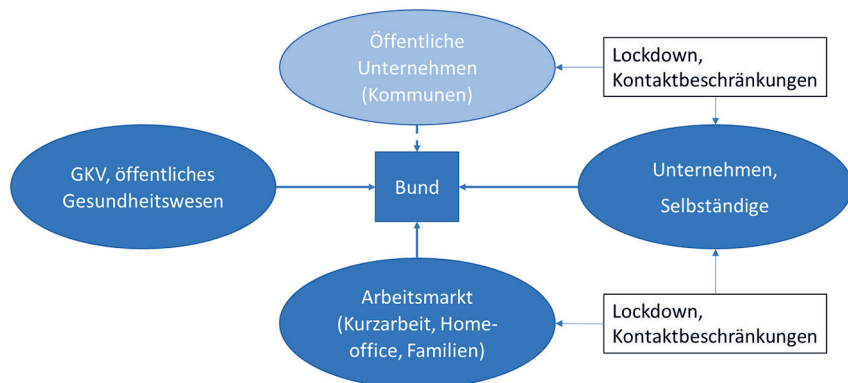 Öffentliche
Unternehmen
(Kommunen)
Lockdown,
Kontaktbeschränkungen
GKV, öffentliches
Gesundheitswesen
Bund
Unternehmen,
Selbständige
Arbeitsmarkt
(Kurzarbeit, Home-
office, Familien)
Lockdown,
Kontaktbeschränkungen